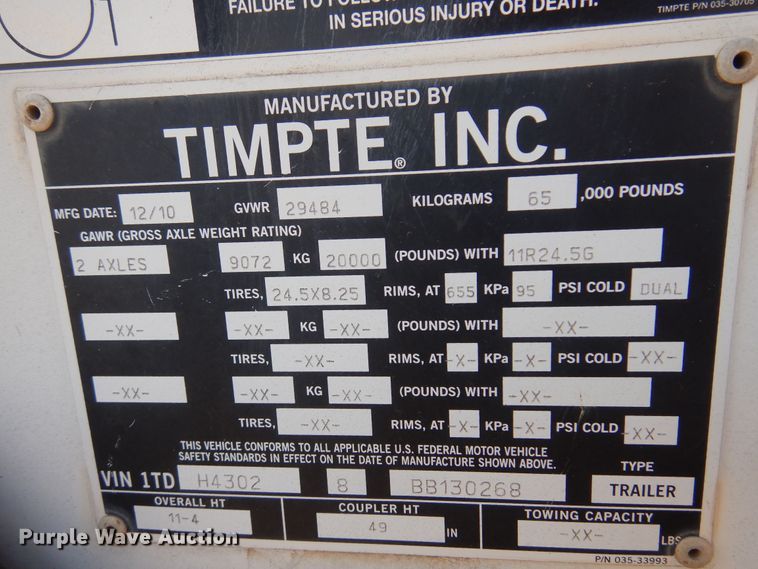 FAILURE TO FOLLOW
IN SERIOUS INJURY OR DEATH.
TIMPTE P/N 035-30705
MANUFACTURED BY
TIMPTE® INC.
MFG DATE: 12/10 GVWR 29484 KILOGRAMS 65 ,000 POUNDS
GAWR (GROSS AXLE WEIGHT RATING)
2 AXLES 9072 KG 20000 (POUNDS) WITH 11R24.5G
TIRES, 24.5X8.25 RIMS, AT 655 KPa 95 PSI COLD DUAL
-XX- -XX- KG -XX- (POUNDS) WITH -XX-
TIRES, -XX- RIMS, AT -X- KPa -X- PSI COLD -XX-
-XX- -XX- KG -XX- (POUNDS) WITH -XX-
TIRES, -XX- RIMS, AT -X- KPa -X- PSI COLD -XX-
THIS VEHICLE CONFORMS TO ALL APPLICABLE U.S. FEDERAL MOTOR VEHICLE
SAFETY STANDARDS IN EFFECT ON THE DATE OF MANUFACTURE SHOWN ABOVE.
TYPE
VIN 1TD H4302 8 BB130268 TRAILER
OVERALL HT COUPLER HT TOWING CAPACITY
11-4 49 IN -XX- LBS
P/N 035-33993
Purple Wave Auction